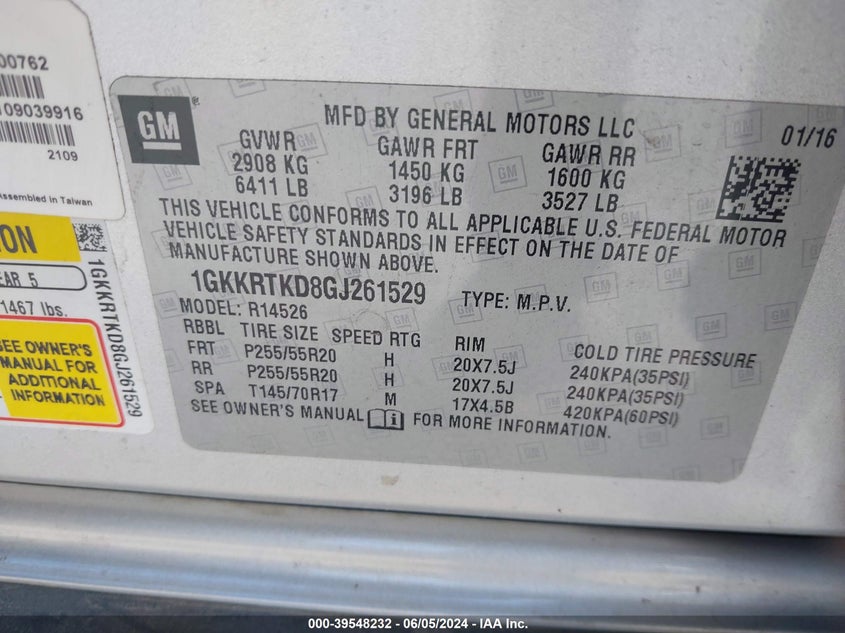 00762
109039916
2109
Assembled in Taiwan
ION
EAR 5
1467 lbs.
SEE OWNER'S
MANUAL FOR
ADDITIONAL
INFORMATION
1GKKRTKD8GJ261529
GM
®
MFD BY GENERAL MOTORS LLC
01/16
GVWR GAWR FRT GAWR RR
2908 KG 1450 KG 1600 KG
6411 LB 3196 LB 3527 LB
THIS VEHICLE CONFORMS TO ALL APPLICABLE U.S. FEDERAL MOTOR
VEHICLE SAFETY STANDARDS IN EFFECT ON THE DATE OF
MANUFACTURE SHOWN ABOVE.
1GKKRTKD8GJ261529 TYPE: M.P.V.
MODEL: R14526
RBBL TIRE SIZE SPEED RTG RIM COLD TIRE PRESSURE
FRT P255/55R20 H 20X7.5J 240KPA(35PSI)
RR P255/55R20 H 20X7.5J 240KPA(35PSI)
SPA T145/70R17 M 17X4.5B 420KPA(60PSI)
SEE OWNER'S MANUAL FOR MORE INFORMATION.
000-39548232 - 06/05/2024 - IAA Inc.